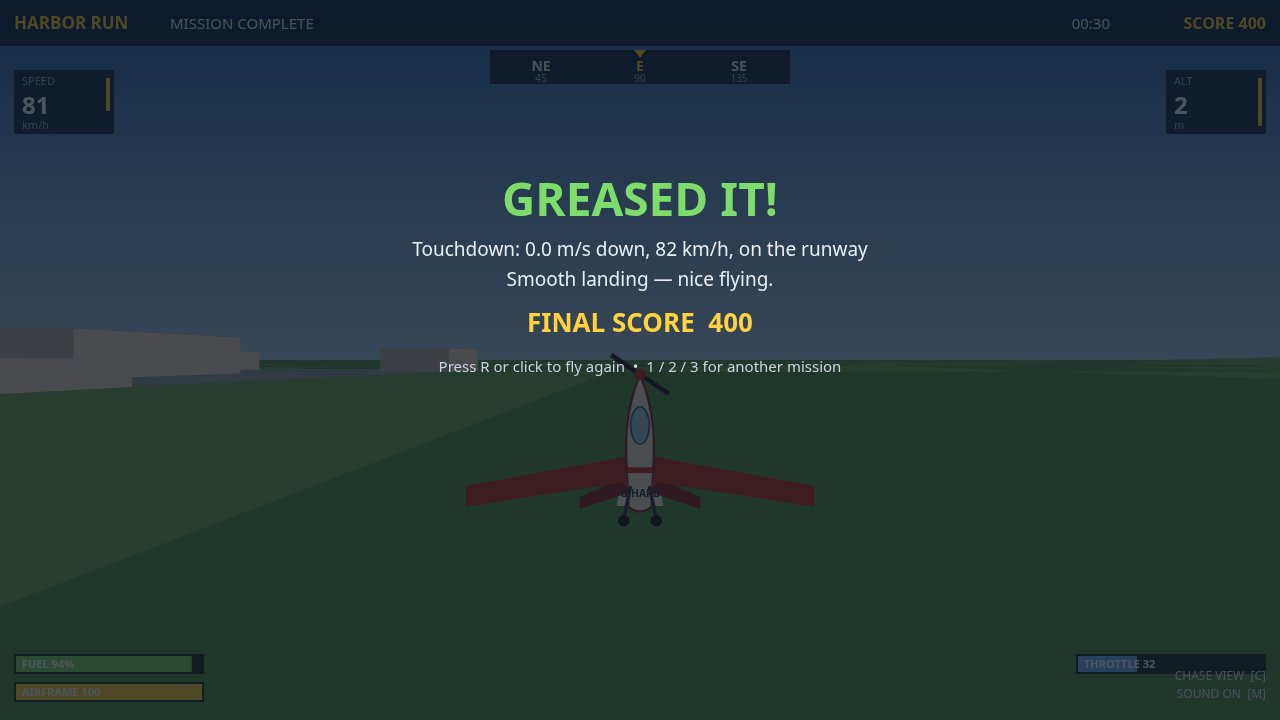 HARBOR RUN MISSION COMPLETE 00:30 SCORE 400
NE E SE
45 90 135
SPEED
81
km/h
ALT
2
m
GREASED IT!
Touchdown: 0.0 m/s down, 82 km/h, on the runway
Smooth landing — nice flying.
FINAL SCORE 400
Press R or click to fly again • 1 / 2 / 3 for another mission
FUEL 94%
AIRFRAME 100
THROTTLE 32
CHASE VIEW [C]
SOUND ON [M]